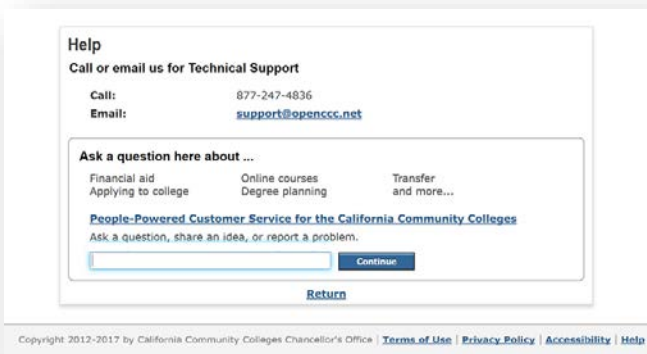 Help
Call or email us for Technical Support
Call: 877-247-4836
Email: support@openccc.net
Ask a question here about ...
Financial aid Online courses Transfer
Applying to college Degree planning and more...
People-Powered Customer Service for the California Community Colleges
Ask a question, share an idea, or report a problem.
Continue
Return
Copyright 2012-2017 by California Community Colleges Chancellor's Office | Terms of Use | Privacy Policy | Accessibility | Help